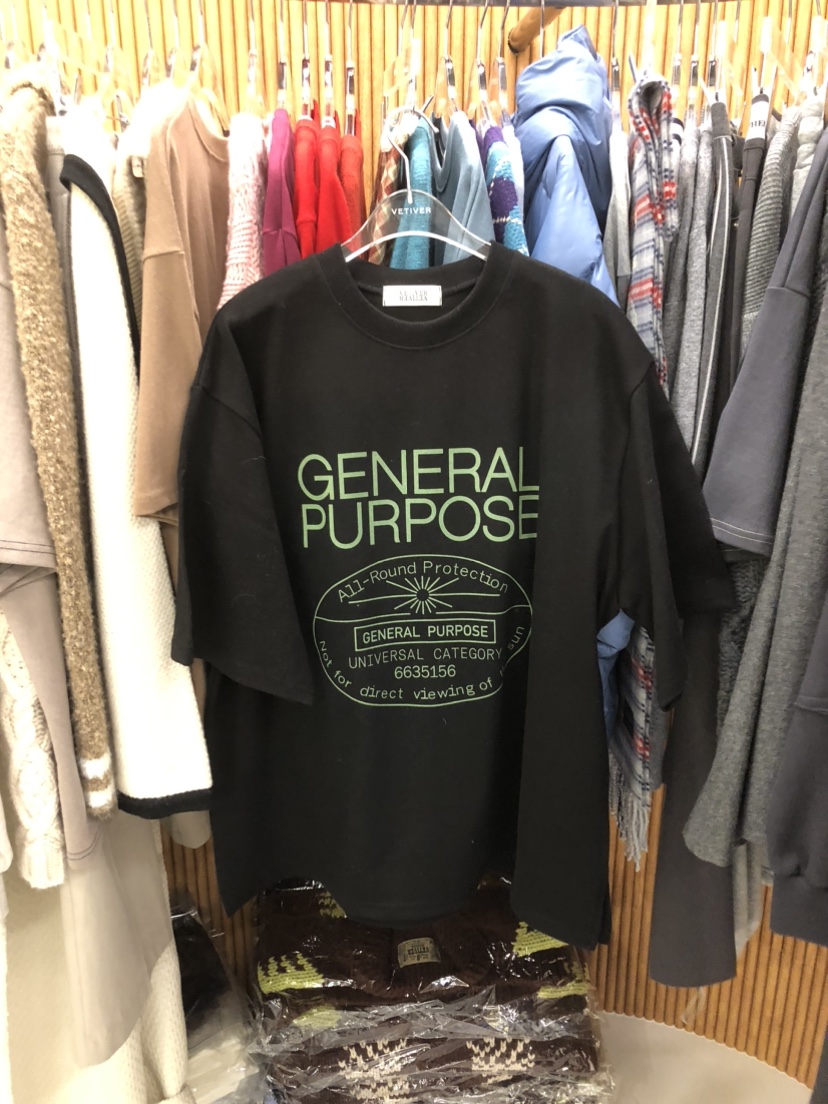 VETIVER
GENERAL
PURPOSE
All-Round Protection
GENERAL PURPOSE
UNIVERSAL CATEGORY
6635156
Not for direct viewing of sun